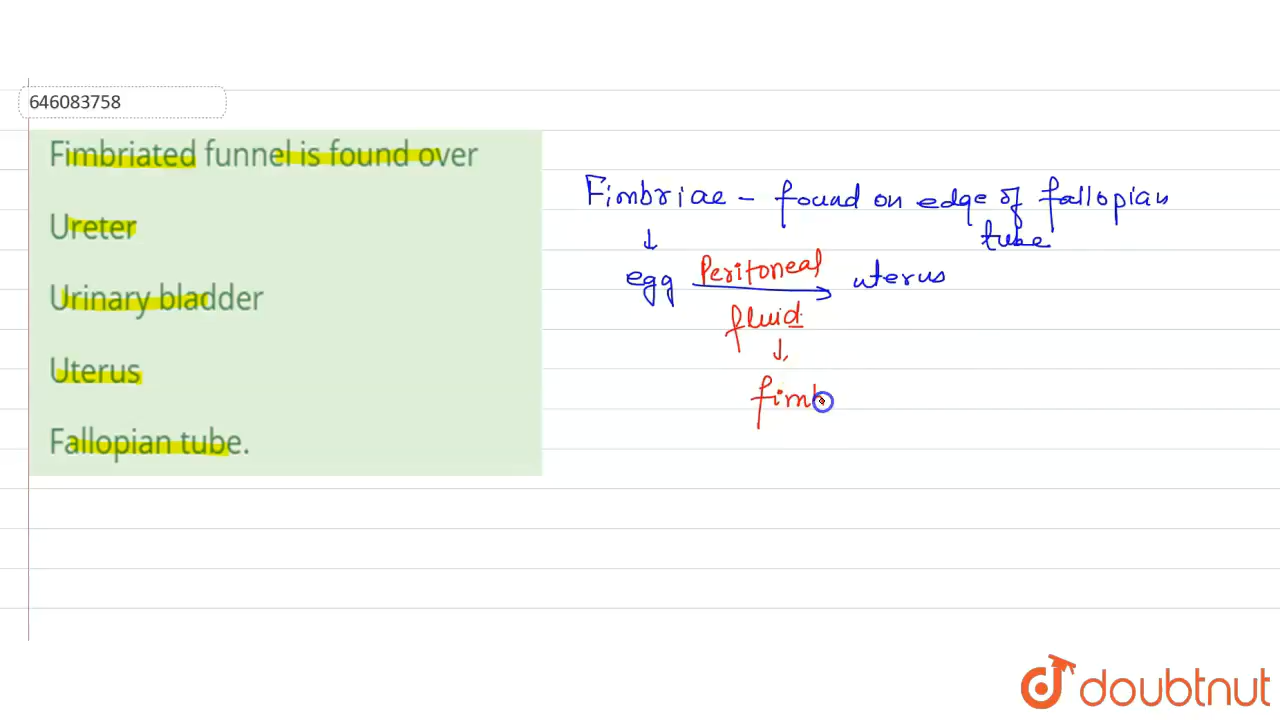 646083758
Fimbriated funnel is found over
Ureter
Urinary bladder
Uterus
Fallopian tube.
Fimbriae - found on edge of fallopian
tube
↓
egg Peritoneal uterus
fluid
↓
fimb
doubtnut